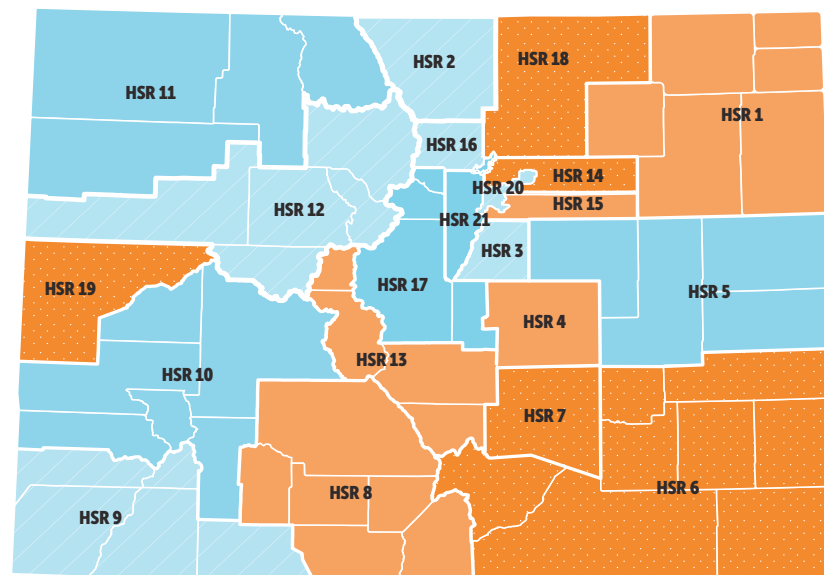 HSR 2
HSR 18
HSR 11
HSR 1
HSR 16
HSR 14
HSR 20
HSR 15
HSR 12
HSR 21
HSR 3
HSR 19
HSR 17
HSR 5
HSR 4
HSR 13
HSR 10
HSR 7
HSR 6
HSR 8
HSR 9